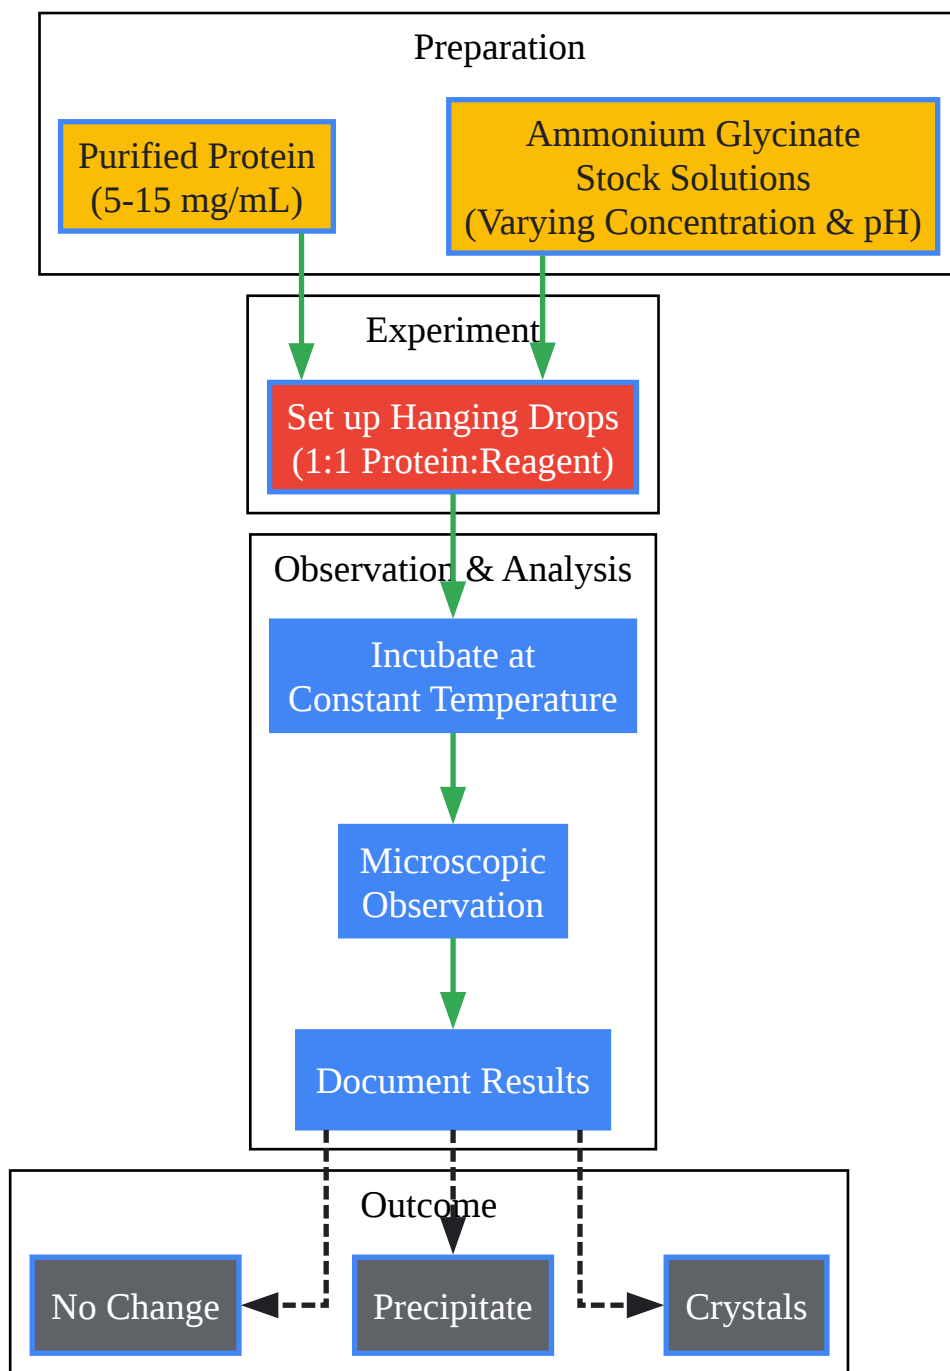 Preparation
Purified Protein
(5-15 mg/mL)
Ammonium Glycinate
Stock Solutions
(Varying Concentration & pH)
Experiment
Set up Hanging Drops
(1:1 Protein:Reagent)
Observation & Analysis
Incubate at
Constant Temperature
Microscopic
Observation
Document Results
Outcome
No Change
Precipitate
Crystals